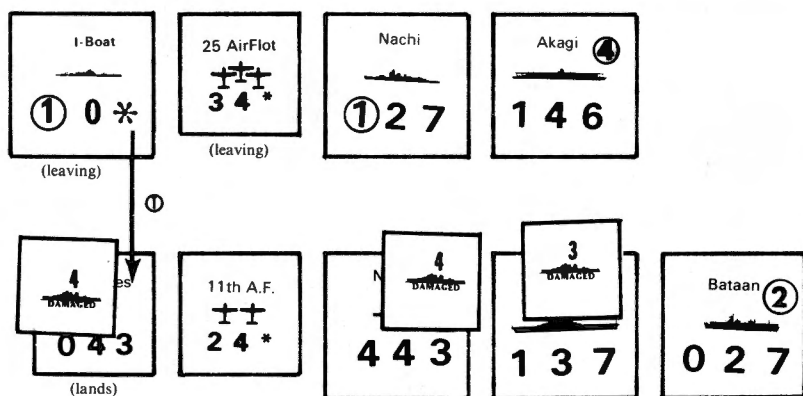 I-Boat
① 0 *
(leaving)
25 AirFlot
3 4 *
(leaving)
Nachi
① 2 7
Akagi ④
1 4 6
①
4
DAMAGED
es
0 4 3
(lands)
11th A.F.
2 4 *
N
4
DAMAGED
4 4 3
3
DAMAGED
1 3 7
Bataan ②
0 2 7